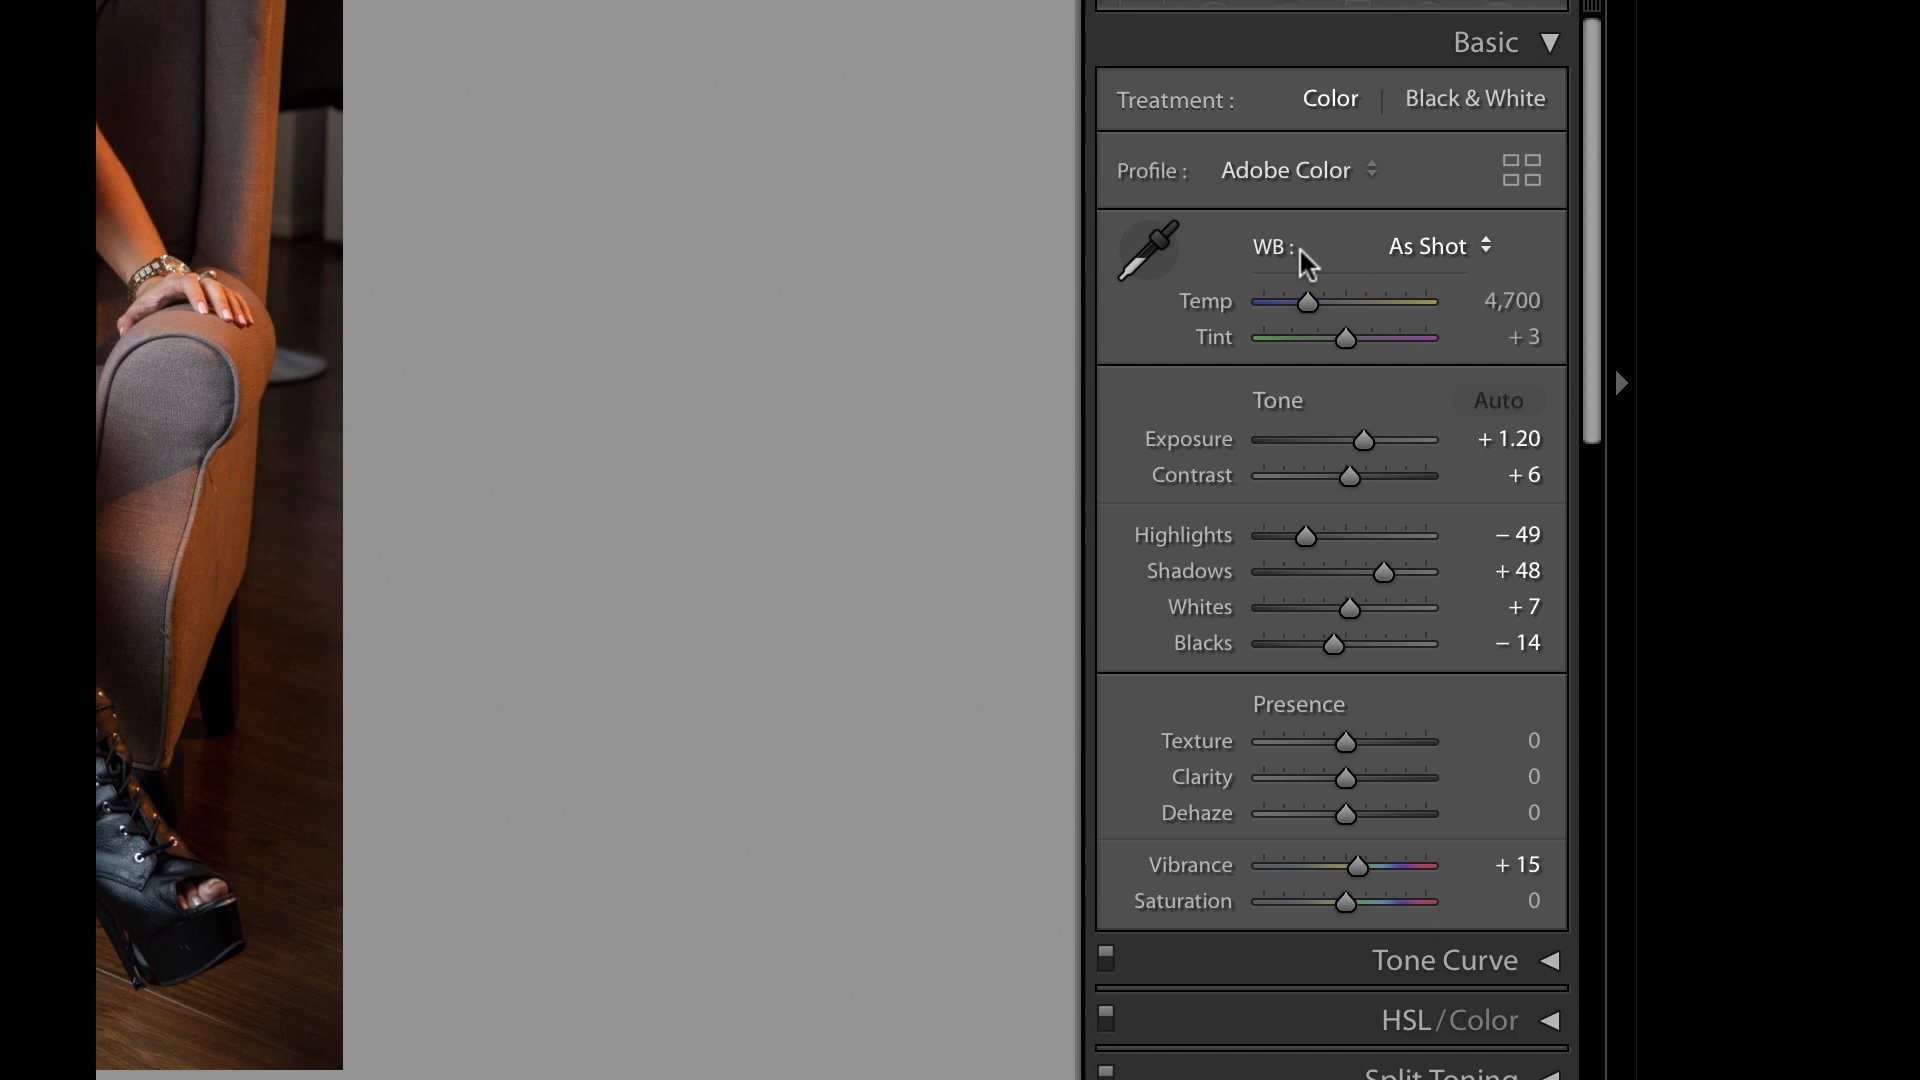 Basic
Treatment : Color | Black & White
Profile : Adobe Color
WB : As Shot
Temp 4,700
Tint + 3
Tone Auto
Exposure + 1.20
Contrast + 6
Highlights – 49
Shadows + 48
Whites + 7
Blacks – 14
Presence
Texture 0
Clarity 0
Dehaze 0
Vibrance + 15
Saturation 0
Tone Curve
HSL / Color
Split Toning